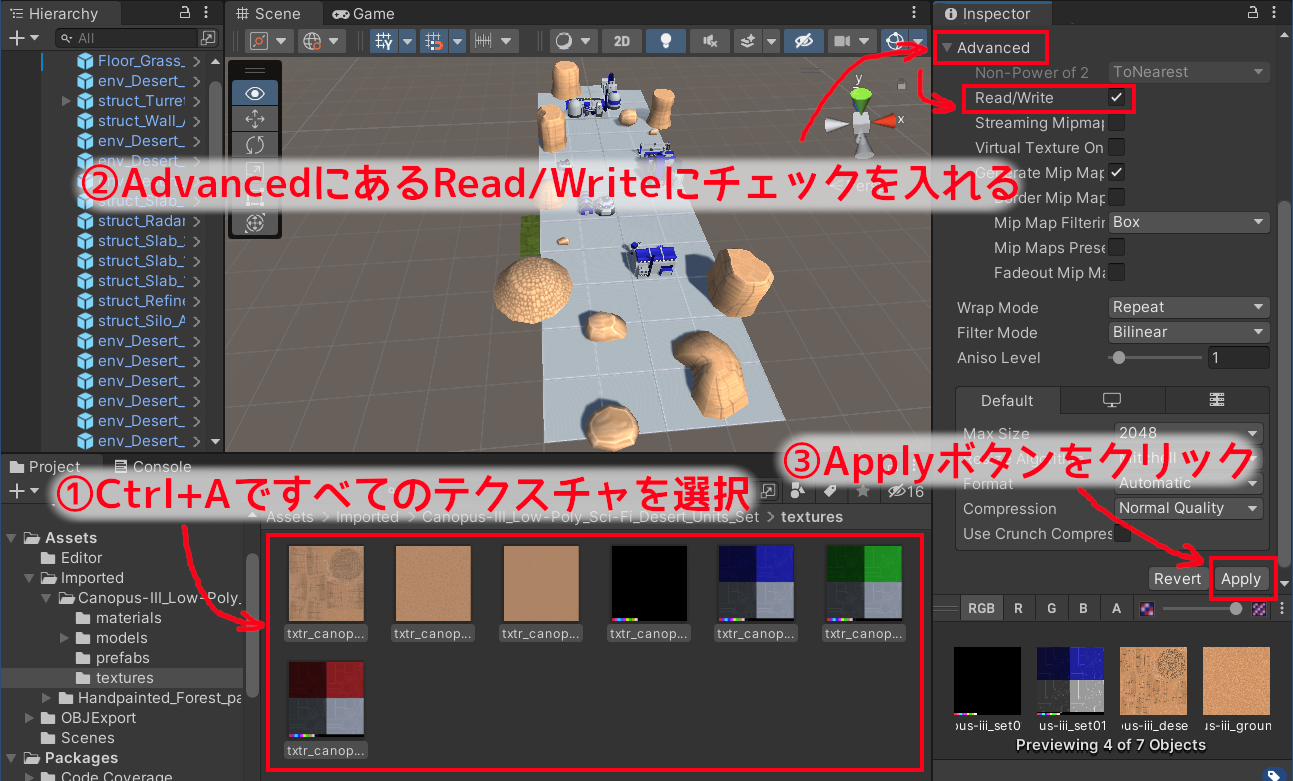 Hierarchy
All
Floor_Grass_
env_Desert_
struct_Turret
struct_Wall_
env_Desert_
env_Desert_
struct_Slab_
struct_Radar
struct_Slab_
struct_Slab_
struct_Slab_
struct_Refine
struct_Silo_A
env_Desert_
env_Desert_
env_Desert_
env_Desert_
env_Desert_
env_Desert_
Scene
Game
2D
y
x
②AdvancedにあるRead/Writeにチェックを入れる
Inspector
Advanced
Non-Power of 2
ToNearest
Read/Write
Streaming Mipmap
Virtual Texture On
Generate Mip Map
Border Mip Map
Mip Map Filterin
Box
Mip Maps Prese
Fadeout Mip Ma
Wrap Mode
Repeat
Filter Mode
Bilinear
Aniso Level
1
Default
Max Size
2048
③Applyボタンをクリック
Mitchell
Format
Automatic
Compression
Normal Quality
Use Crunch Compres
Revert
Apply
RGB
R
G
B
A
us-iii_set0
us-iii_set01
us-iii_dese
us-iii_groun
Previewing 4 of 7 Objects
Project
Console
①Ctrl+Aですべてのテクスチャを選択
16
Assets
Editor
Imported
Canopus-III_Low-Poly_
materials
models
prefabs
textures
Handpainted_Forest_pa
OBJExport
Scenes
Packages
Code Coverage
Assets > Imported > Canopus-III_Low-Poly_Sci-Fi_Desert_Units_Set > textures
txtr_canop...
txtr_canop...
txtr_canop...
txtr_canop...
txtr_canop...
txtr_canop...
txtr_canop...